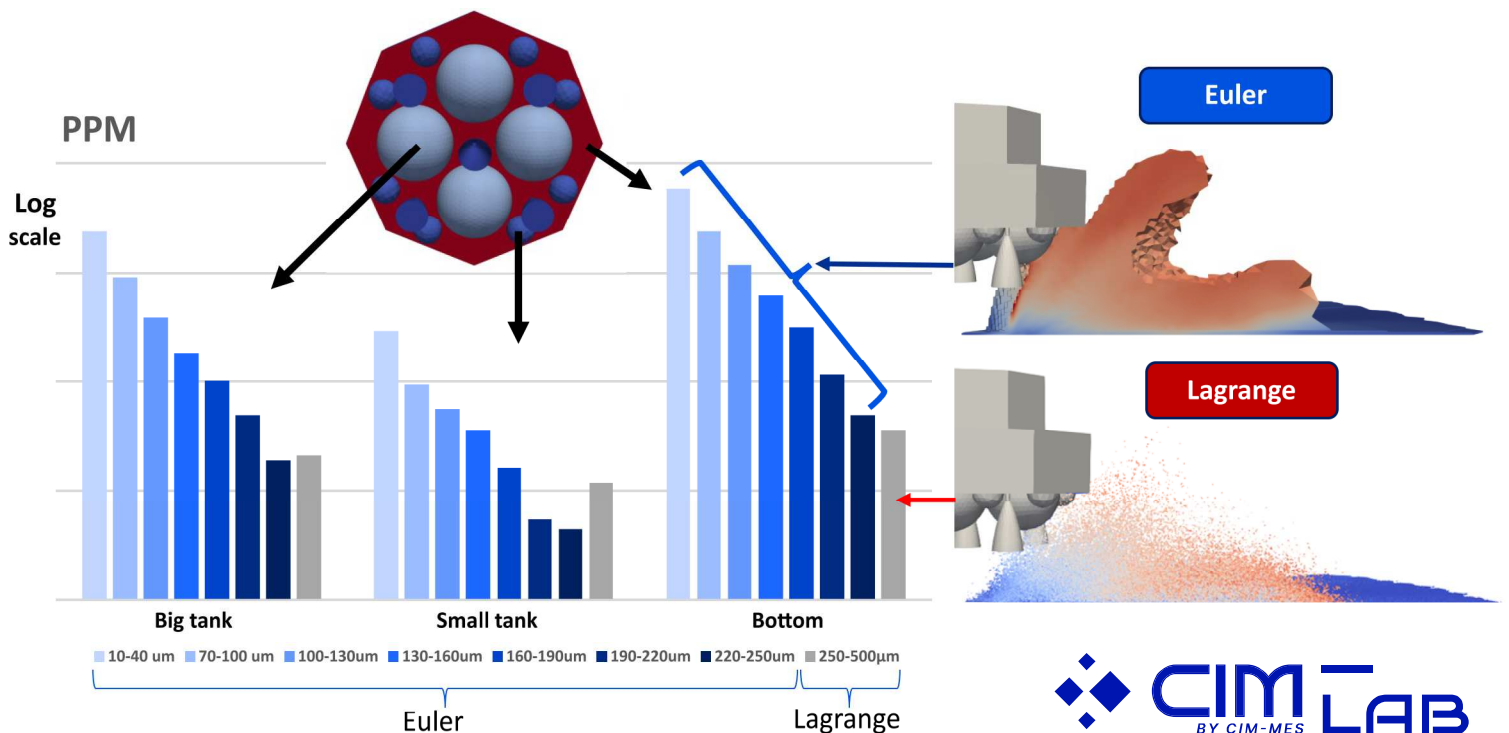 PPM
Log
scale
Big tank
Small tank
Bottom
10-40 um 70-100 um 100-130um 130-160um 160-190um 190-220um 220-250um 250-500μm
Euler
Lagrange
Euler
Lagrange
CIM LAB
BY CIM-MES